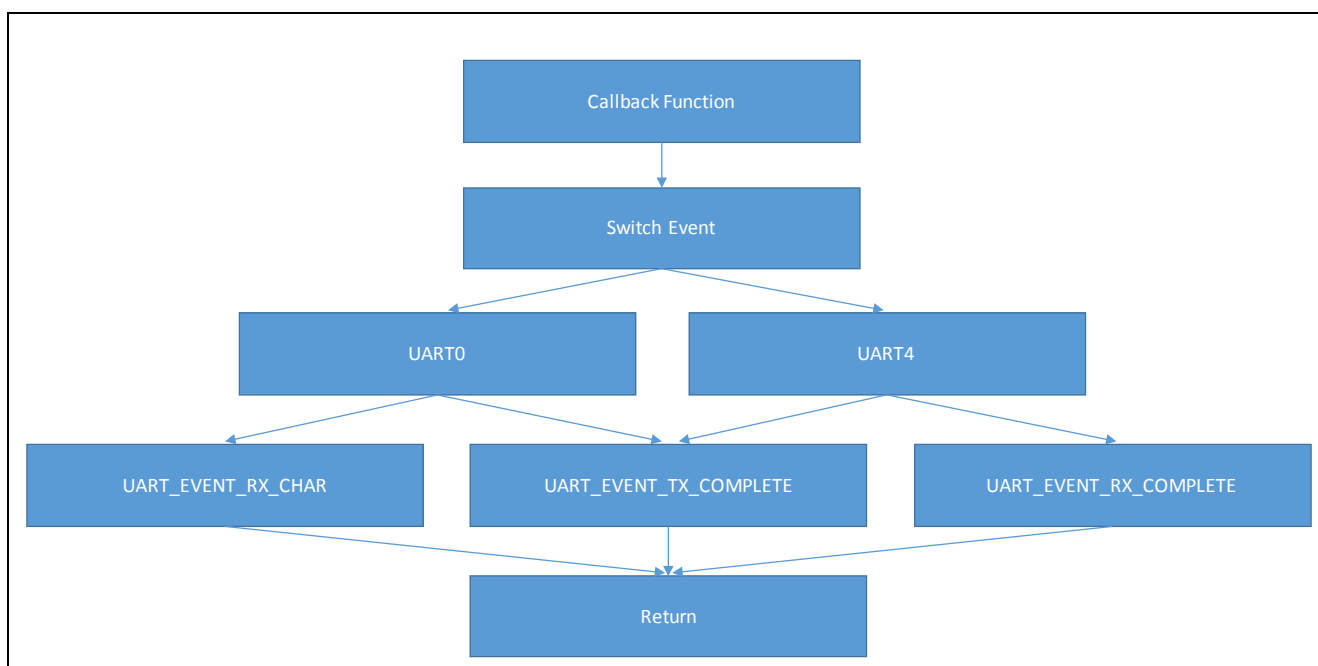 Callback Function
Switch Event
UART0
UART4
UART_EVENT_RX_CHAR
UART_EVENT_TX_COMPLETE
UART_EVENT_RX_COMPLETE
Return